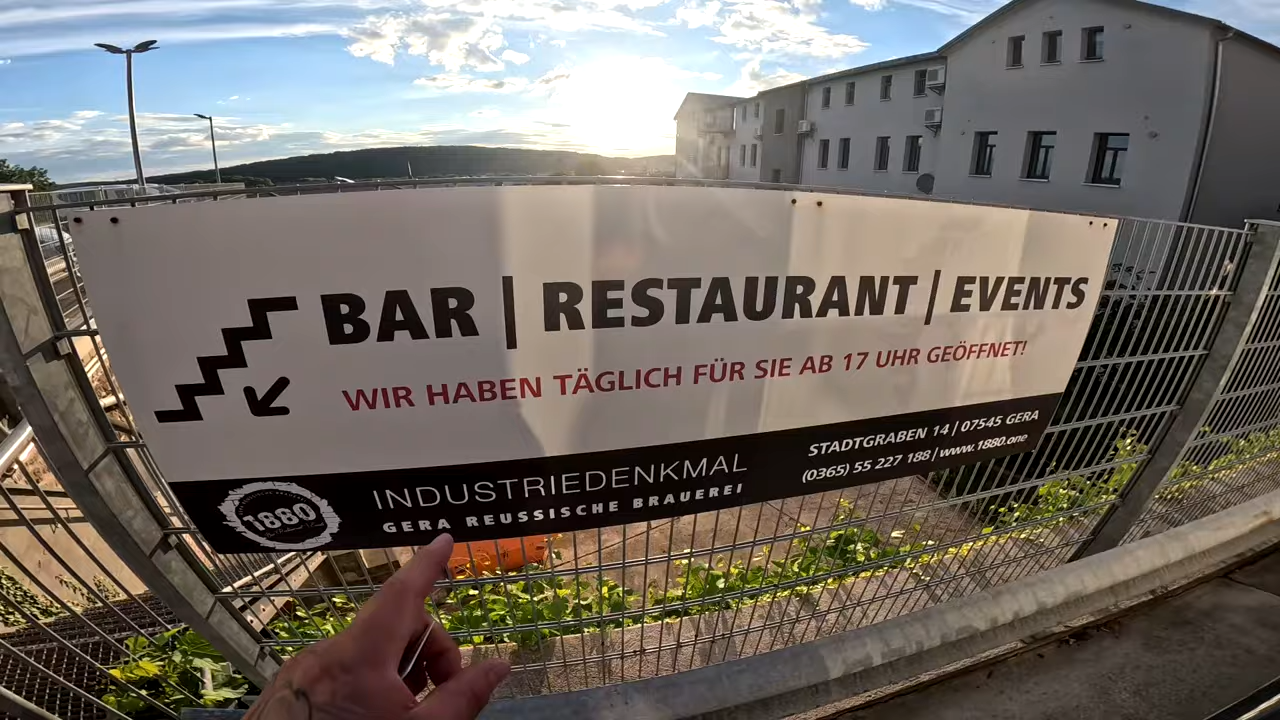 BAR | RESTAURANT | EVENTS
WIR HABEN TÄGLICH FÜR SIE AB 17 UHR GEÖFFNET!
1880
INDUSTRIEDENKMAL
GERA REUSSISCHE BRAUEREI
STADTGRABEN 14 | 07545 GERA
(0365) 55 227 188 | www.1880.one